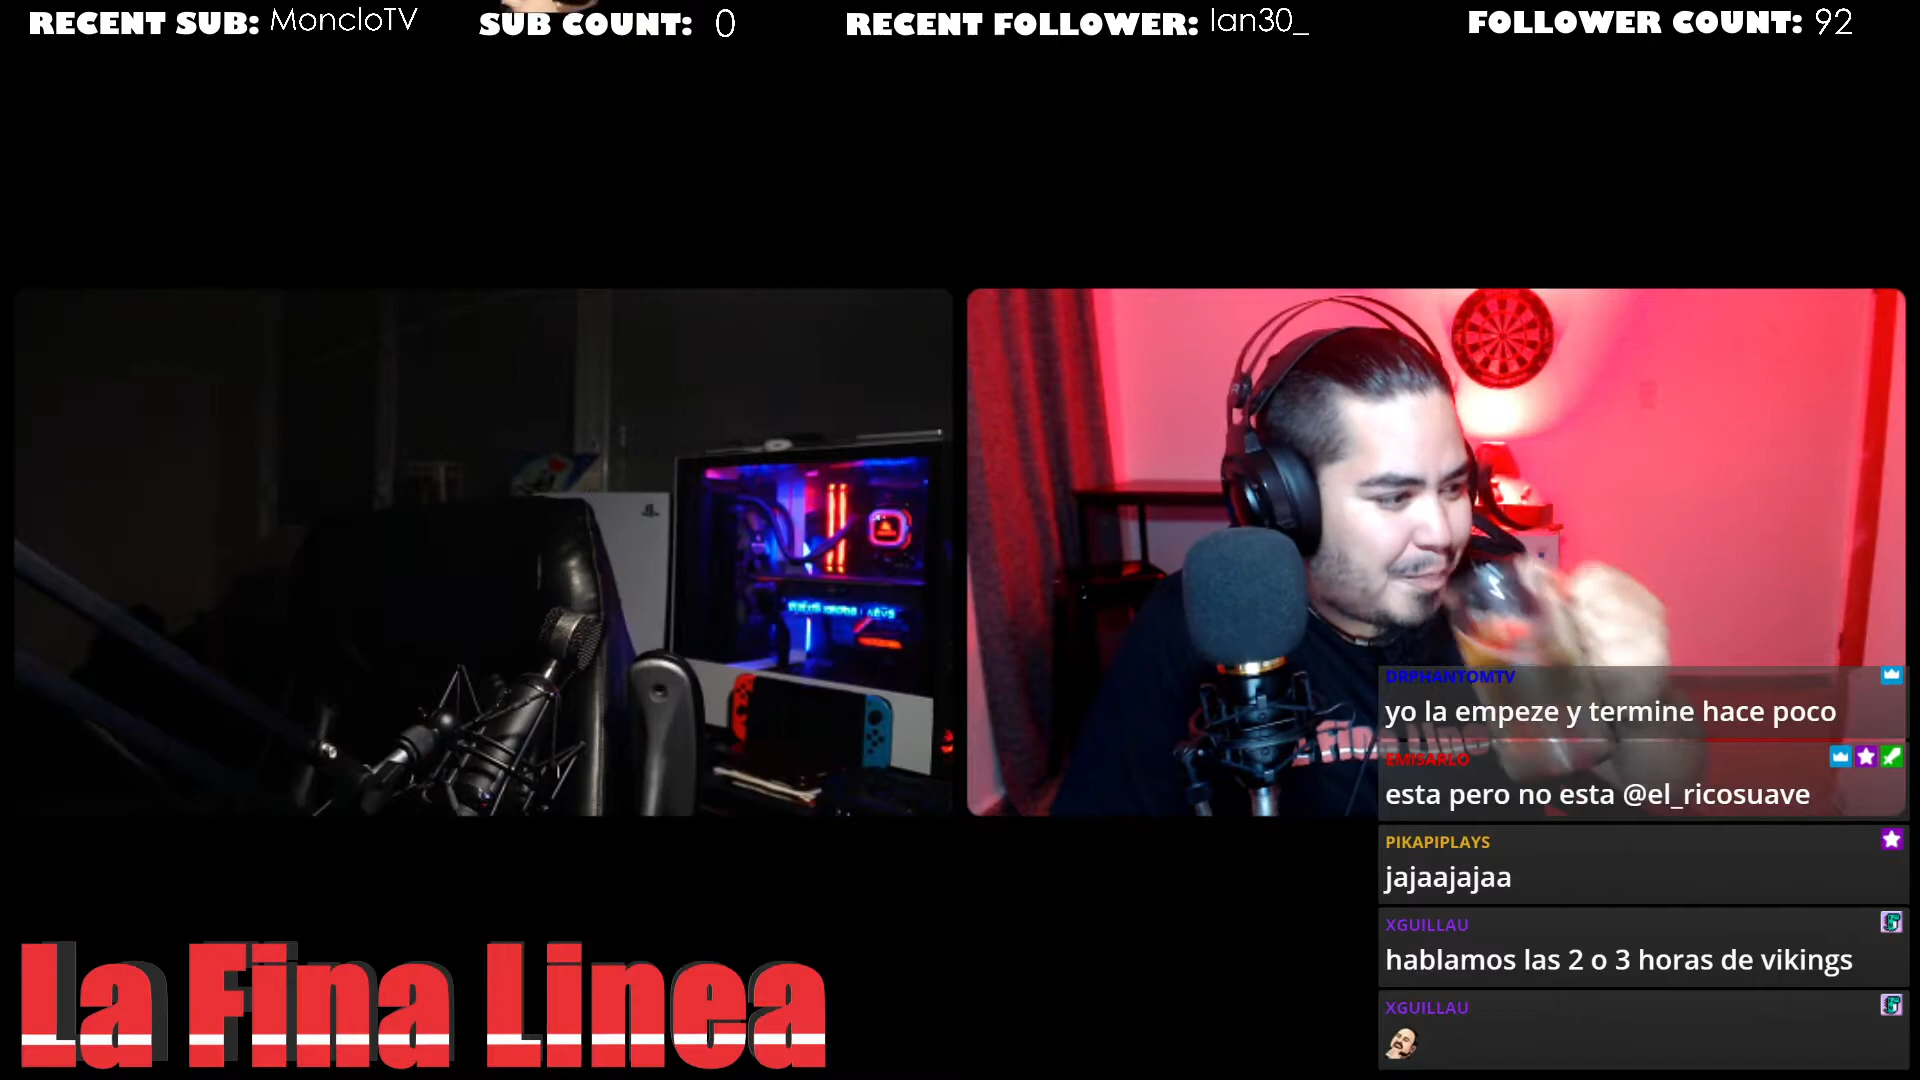 RECENT SUB: MoncloTV
SUB COUNT: 0
RECENT FOLLOWER: Ian30_
FOLLOWER COUNT: 92
DRPHANTOMTV
yo la empeze y termine hace poco
EMISARLO
esta pero no esta @el_ricosuave
PIKAPIPLAYS
jajaajajaa
XGUILLAU
hablamos las 2 o 3 horas de vikings
XGUILLAU
La Fina Linea